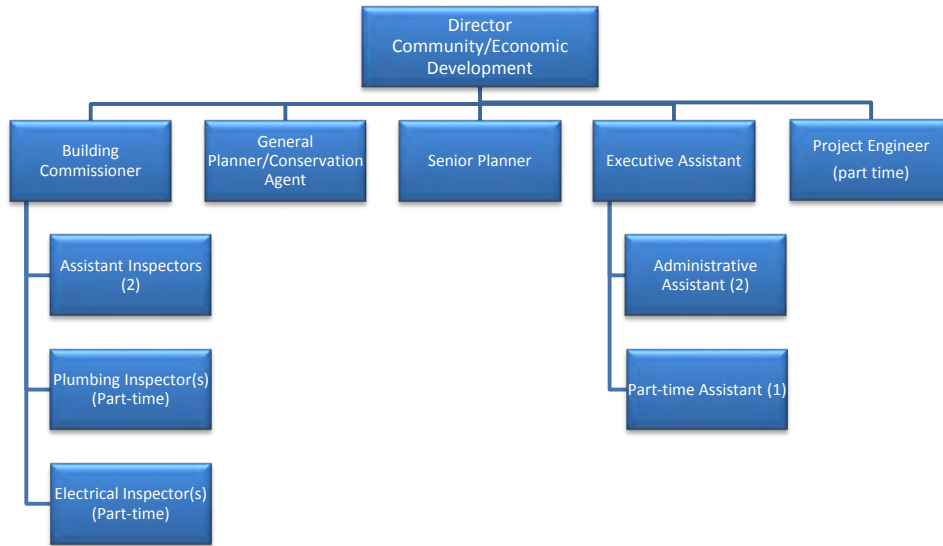 Director
Community/Economic
Development
Building
Commissioner
General
Planner/Conservation
Agent
Senior Planner
Executive Assistant
Project Engineer
(part time)
Assistant Inspectors
(2)
Administrative
Assistant (2)
Plumbing Inspector(s)
(Part-time)
Part-time Assistant (1)
Electrical Inspector(s)
(Part-time)